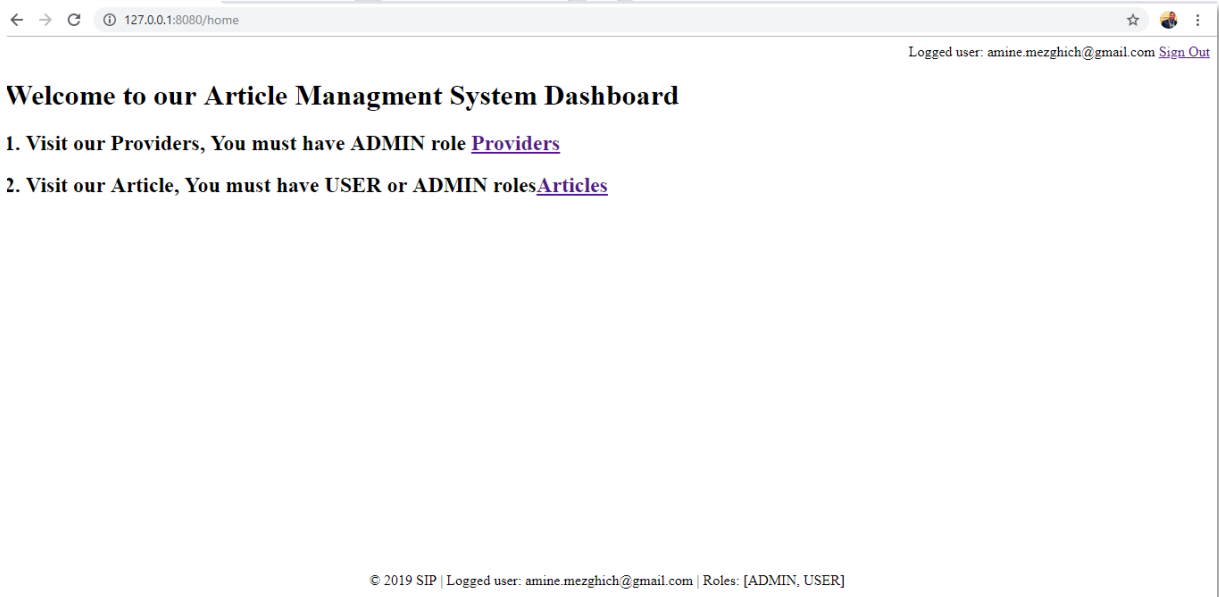 127.0.0.1:8080/home
Logged user: amine.mezghich@gmail.com Sign Out
Welcome to our Article Managment System Dashboard
1. Visit our Providers, You must have ADMIN role Providers
2. Visit our Article, You must have USER or ADMIN rolesArticles
© 2019 SIP | Logged user: amine.mezghich@gmail.com | Roles: [ADMIN, USER]